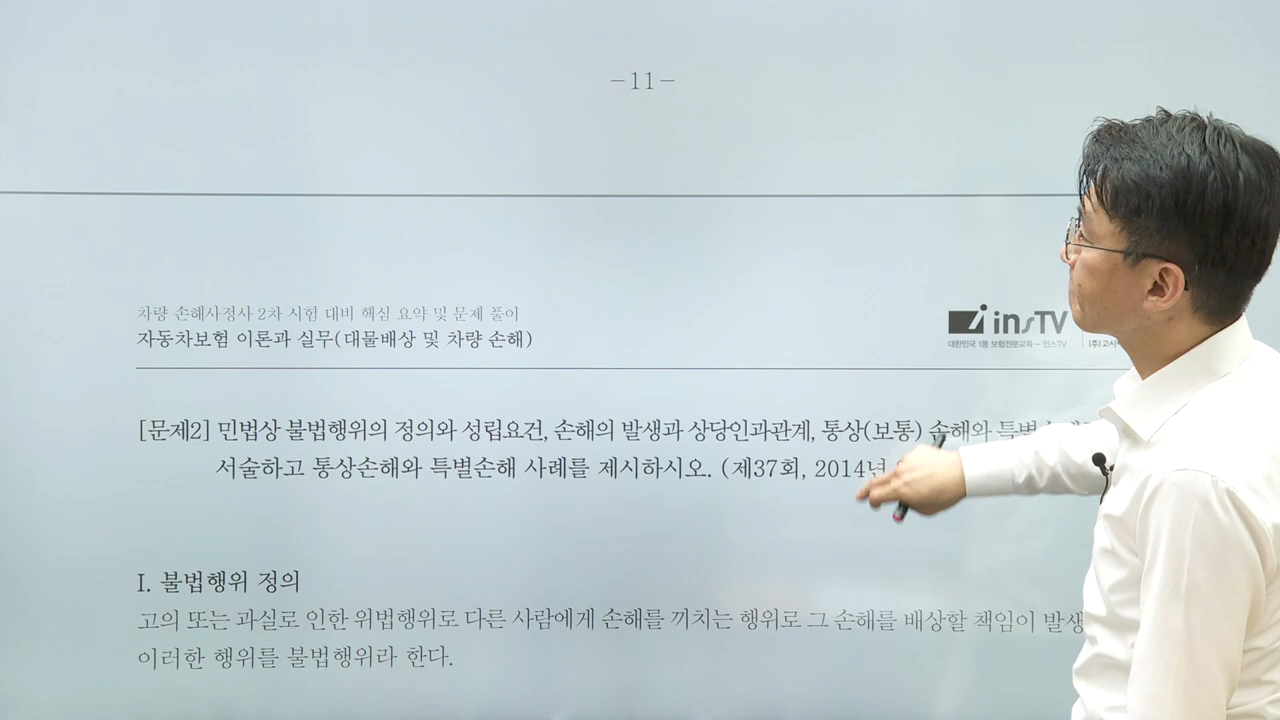 -11-
차량 손해사정사 2차 시험 대비 핵심 요약 및 문제 풀이
자동차보험 이론과 실무(대물배상 및 차량 손해)
insTV
대한민국 1등 보험전문교육 - 인스TV
(주)고시
[문제2] 민법상 불법행위의 정의와 성립요건, 손해의 발생과 상당인과관계, 통상(보통) 손해와
서술하고 통상손해와 특별손해 사례를 제시하시오. (제37회, 2014년
I. 불법행위 정의
고의 또는 과실로 인한 위법행위로 다른 사람에게 손해를 끼치는 행위로 그 손해를 배상할 책임이 발생
이러한 행위를 불법행위라 한다.